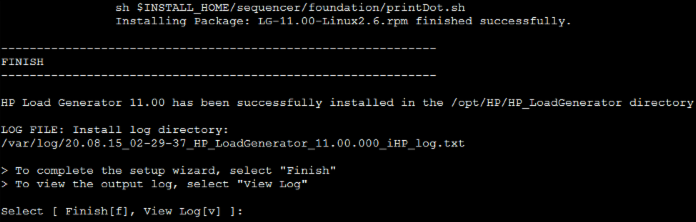 sh $INSTALL_HOME/sequencer/foundation/printDot.sh
Installing Package: LG-11.00-Linux2.6.rpm finished successfully.
------------------------------------------------------------
FINISH
------------------------------------------------------------
HP Load Generator 11.00 has been successfully installed in the /opt/HP/HP_LoadGenerator directory
LOG FILE: Install log directory:
/var/log/20.08.15_02-29-37_HP_LoadGenerator_11.00.000_iHP_log.txt
> To complete the setup wizard, select "Finish"
> To view the output log, select "View Log"
Select [ Finish[f], View Log[v] ]: